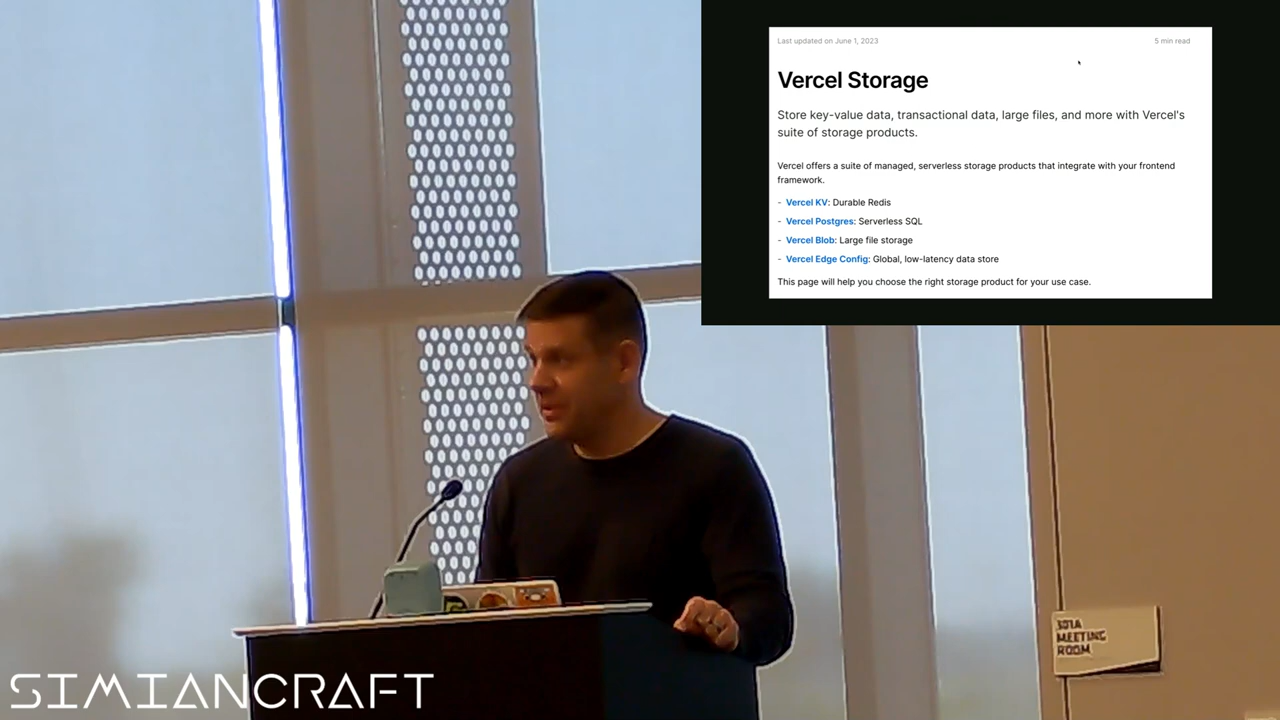 Last updated on June 1, 2023
5 min read
Vercel Storage
Store key-value data, transactional data, large files, and more with Vercel's
suite of storage products.
Vercel offers a suite of managed, serverless storage products that integrate with your frontend
framework.
- Vercel KV: Durable Redis
- Vercel Postgres: Serverless SQL
- Vercel Blob: Large file storage
- Vercel Edge Config: Global, low-latency data store
This page will help you choose the right storage product for your use case.
MEETING
ROOM
SIMIANCRAFT